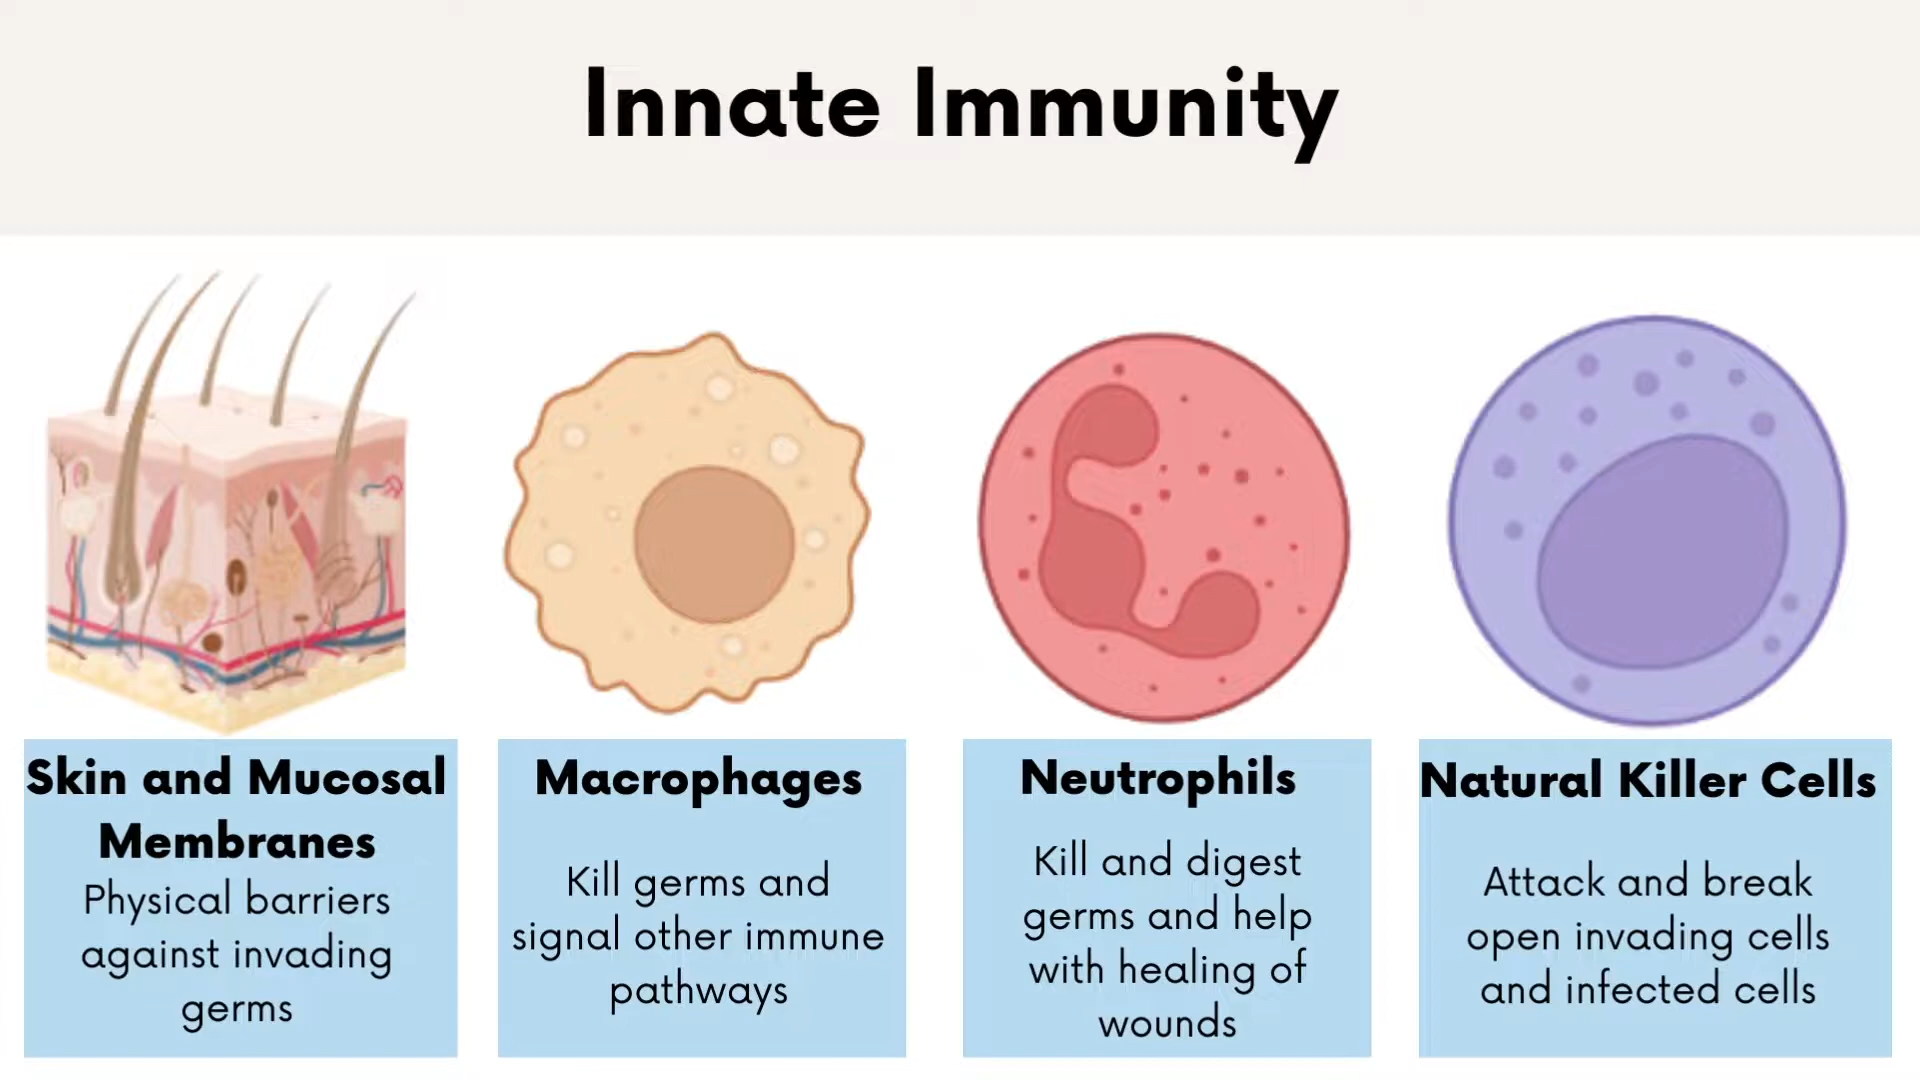 Innate Immunity
Skin and Mucosal
Membranes
Physical barriers
against invading
germs
Macrophages
Kill germs and
signal other immune
pathways
Neutrophils
Kill and digest
germs and help
with healing of
wounds
Natural Killer Cells
Attack and break
open invading cells
and infected cells